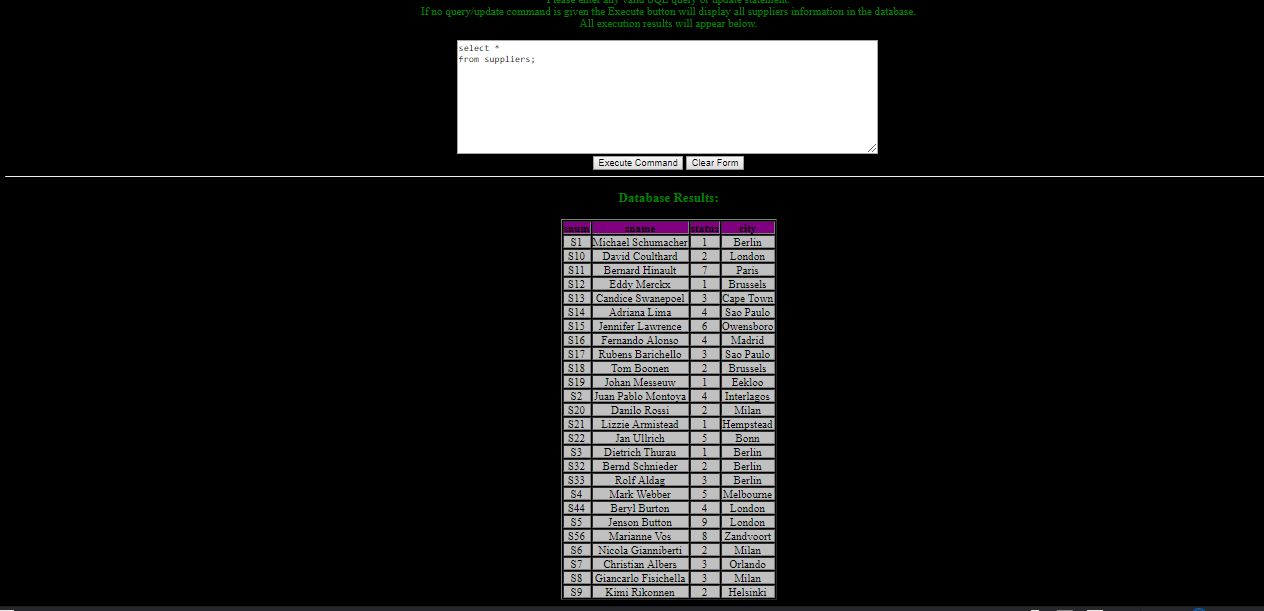 Please enter any valid SQL query or update statement.
If no query/update command is given the Execute button will display all suppliers information in the database.
All execution results will appear below.
select *
from suppliers;
Execute Command Clear Form
Database Results:
snum sname status city
S1 Michael Schumacher 1 Berlin
S10 David Coulthard 2 London
S11 Bernard Hinault 7 Paris
S12 Eddy Merckx 1 Brussels
S13 Candice Swanepoel 3 Cape Town
S14 Adriana Lima 4 Sao Paulo
S15 Jennifer Lawrence 6 Owensboro
S16 Fernando Alonso 4 Madrid
S17 Rubens Barichello 3 Sao Paulo
S18 Tom Boonen 2 Brussels
S19 Johan Messeuw 1 Eekloo
S2 Juan Pablo Montoya 4 Interlagos
S20 Danilo Rossi 2 Milan
S21 Lizzie Armistead 1 Hempstead
S22 Jan Ullrich 5 Bonn
S3 Dietrich Thurau 1 Berlin
S32 Bernd Schnieder 2 Berlin
S33 Rolf Aldag 3 Berlin
S4 Mark Webber 5 Melbourne
S44 Beryl Burton 4 London
S5 Jenson Button 9 London
S56 Marianne Vos 8 Zandvoort
S6 Nicola Gianniberti 2 Milan
S7 Christian Albers 3 Orlando
S8 Giancarlo Fisichella 3 Milan
S9 Kimi Rikonnen 2 Helsinki